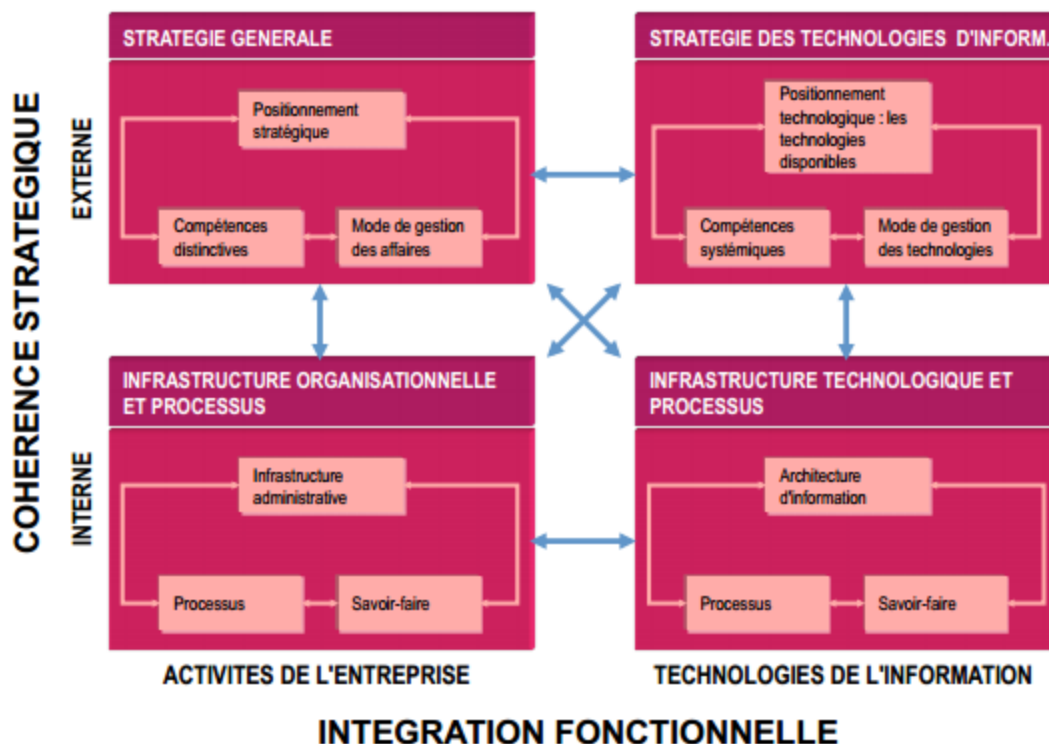 STRATEGIE GENERALE
Positionnement
stratégique
Compétences
distinctives
Mode de gestion
des affaires
STRATEGIE DES TECHNOLOGIES D'INFORM.
Positionnement
technologique : les
technologies
disponibles
Compétences
systémiques
Mode de gestion
des technologies
COHERENCE STRATEGIQUE
EXTERNE
INTERNE
INFRASTRUCTURE ORGANISATIONNELLE
ET PROCESSUS
Infrastructure
administrative
Processus
Savoir-faire
INFRASTRUCTURE TECHNOLOGIQUE ET
PROCESSUS
Architecture
d'information
Processus
Savoir-faire
ACTIVITES DE L'ENTREPRISE
TECHNOLOGIES DE L'INFORMATION
INTEGRATION FONCTIONNELLE